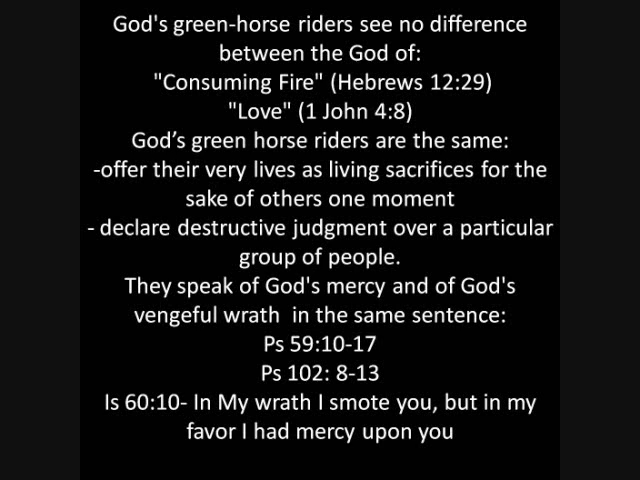 God's green-horse riders see no difference
between the God of:
"Consuming Fire" (Hebrews 12:29)
"Love" (1 John 4:8)
God’s green horse riders are the same:
-offer their very lives as living sacrifices for the
sake of others one moment
- declare destructive judgment over a particular
group of people.
They speak of God's mercy and of God's
vengeful wrath  in the same sentence:
Ps 59:10-17
Ps 102: 8-13
Is 60:10- In My wrath I smote you, but in my
favor I had mercy upon you